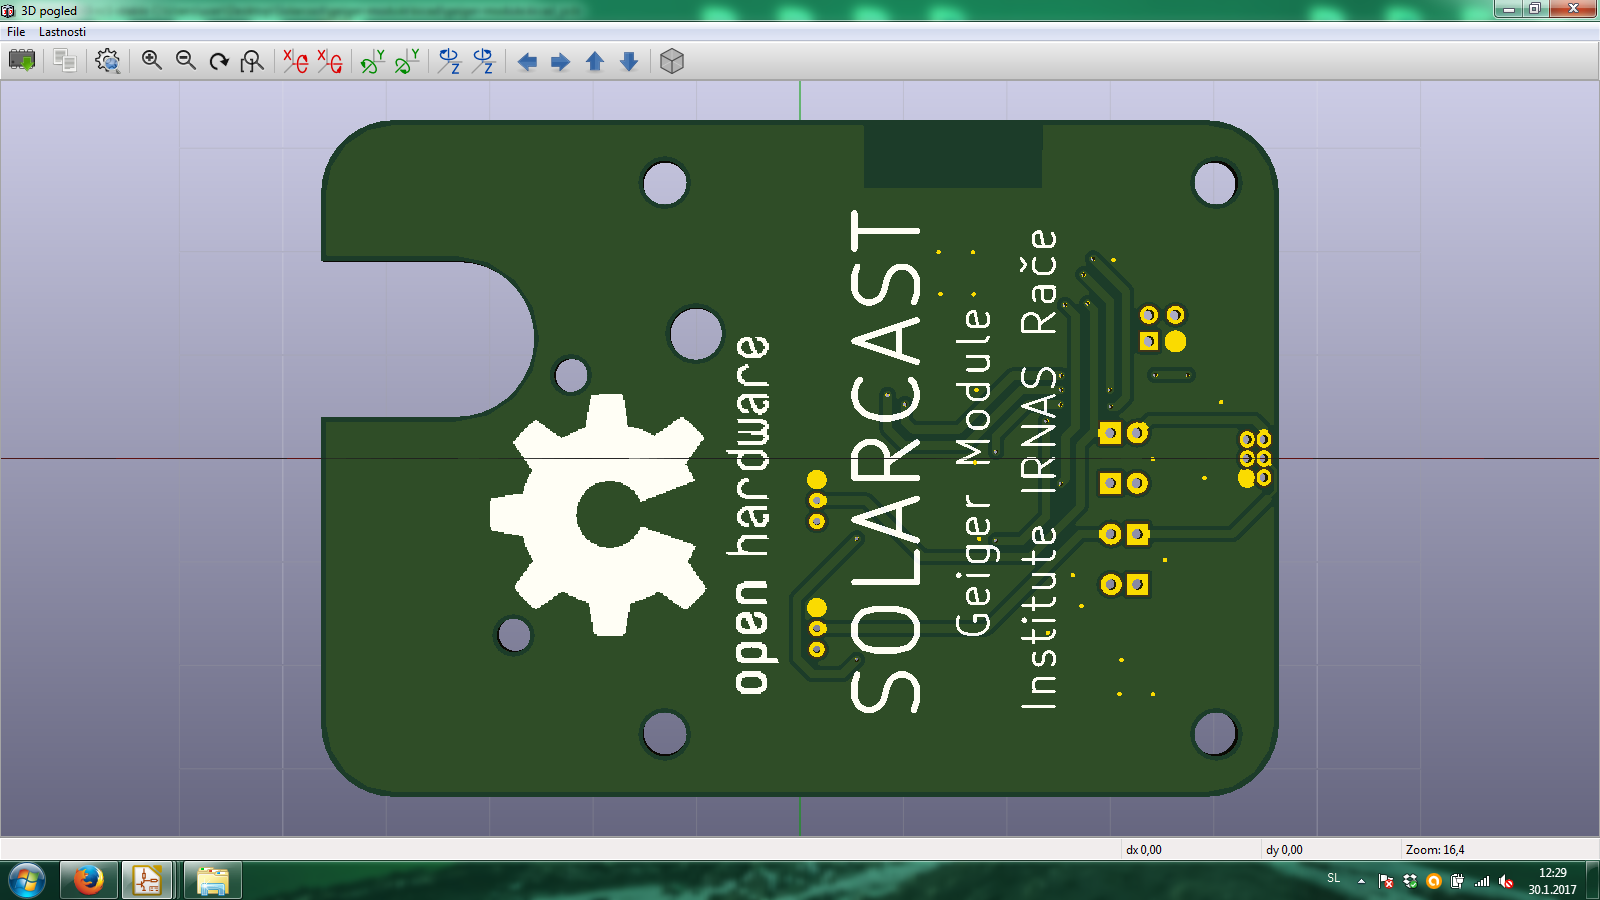 3D pogled
File Lastnosti
X X Y Y Z Z
open hardware
SOLARCAST
Geiger Module
Institute IRNAS Rače
dx 0,00 dy 0,00 Zoom: 16,4
SL
12:29
30.1.2017